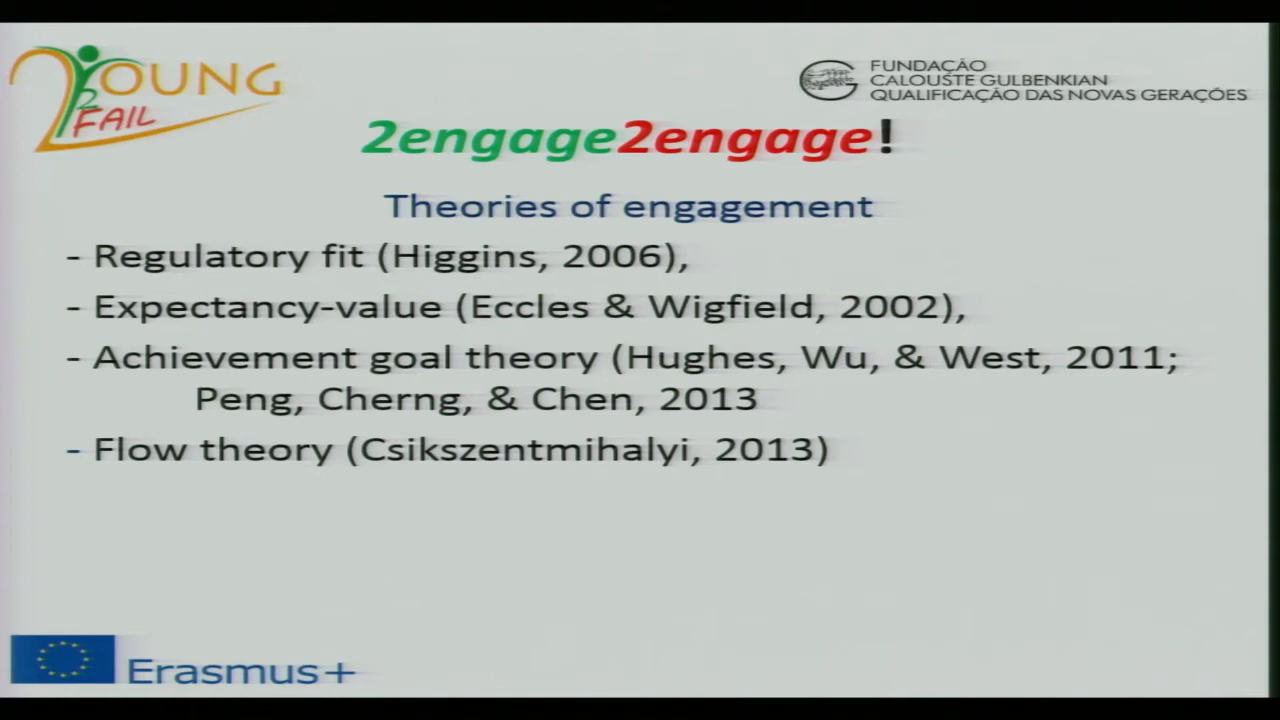 YOUNG
2
FAIL
FUNDAÇÃO
CALOUSTE GULBENKIAN
QUALIFICAÇÃO DAS NOVAS GERAÇÕES
2engage2engage!
Theories of engagement
- Regulatory fit (Higgins, 2006),
- Expectancy-value (Eccles & Wigfield, 2002),
- Achievement goal theory (Hughes, Wu, & West, 2011;
Peng, Cherng, & Chen, 2013
- Flow theory (Csikszentmihalyi, 2013)
Erasmus+